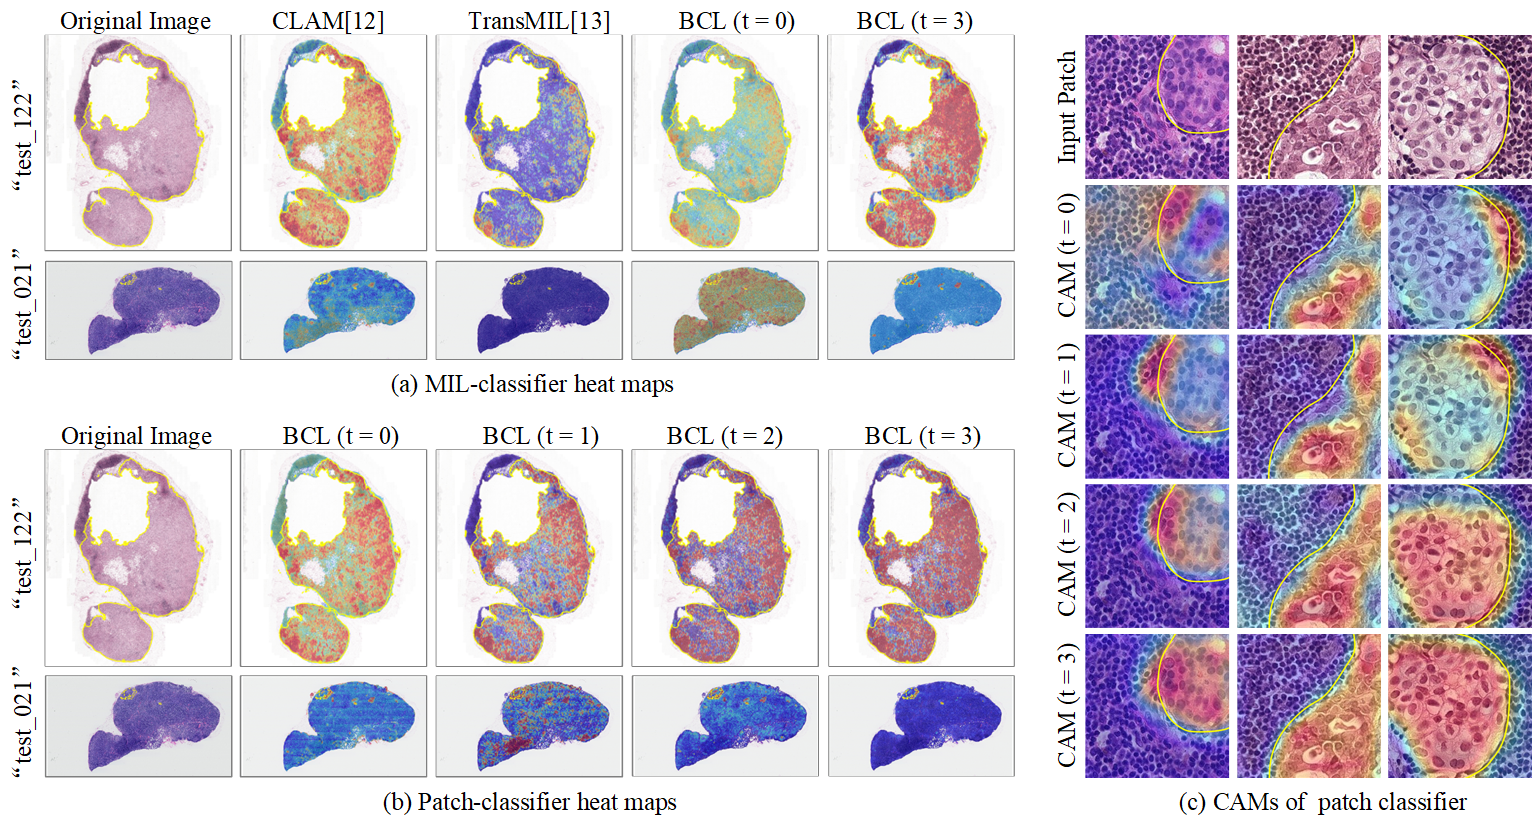 Original Image CLAM[12] TransMIL[13] BCL (t = 0) BCL (t = 3)
“test_122”
“test_021”
(a) MIL-classifier heat maps
Original Image BCL (t = 0) BCL (t = 1) BCL (t = 2) BCL (t = 3)
“test_122”
“test_021”
(b) Patch-classifier heat maps
Input Patch
CAM (t = 0)
CAM (t = 1)
CAM (t = 2)
CAM (t = 3)
(c) CAMs of patch classifier